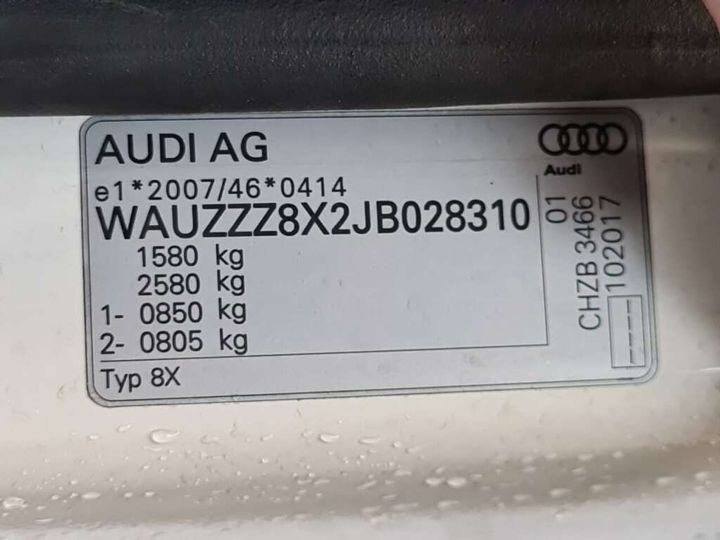 AUDI AG
Audi
e1*2007/46*0414
WAUZZZ8X2JB028310
1580 kg
2580 kg
1- 0850 kg
2- 0805 kg
Typ 8X
01
CHZB 3466
102017
----